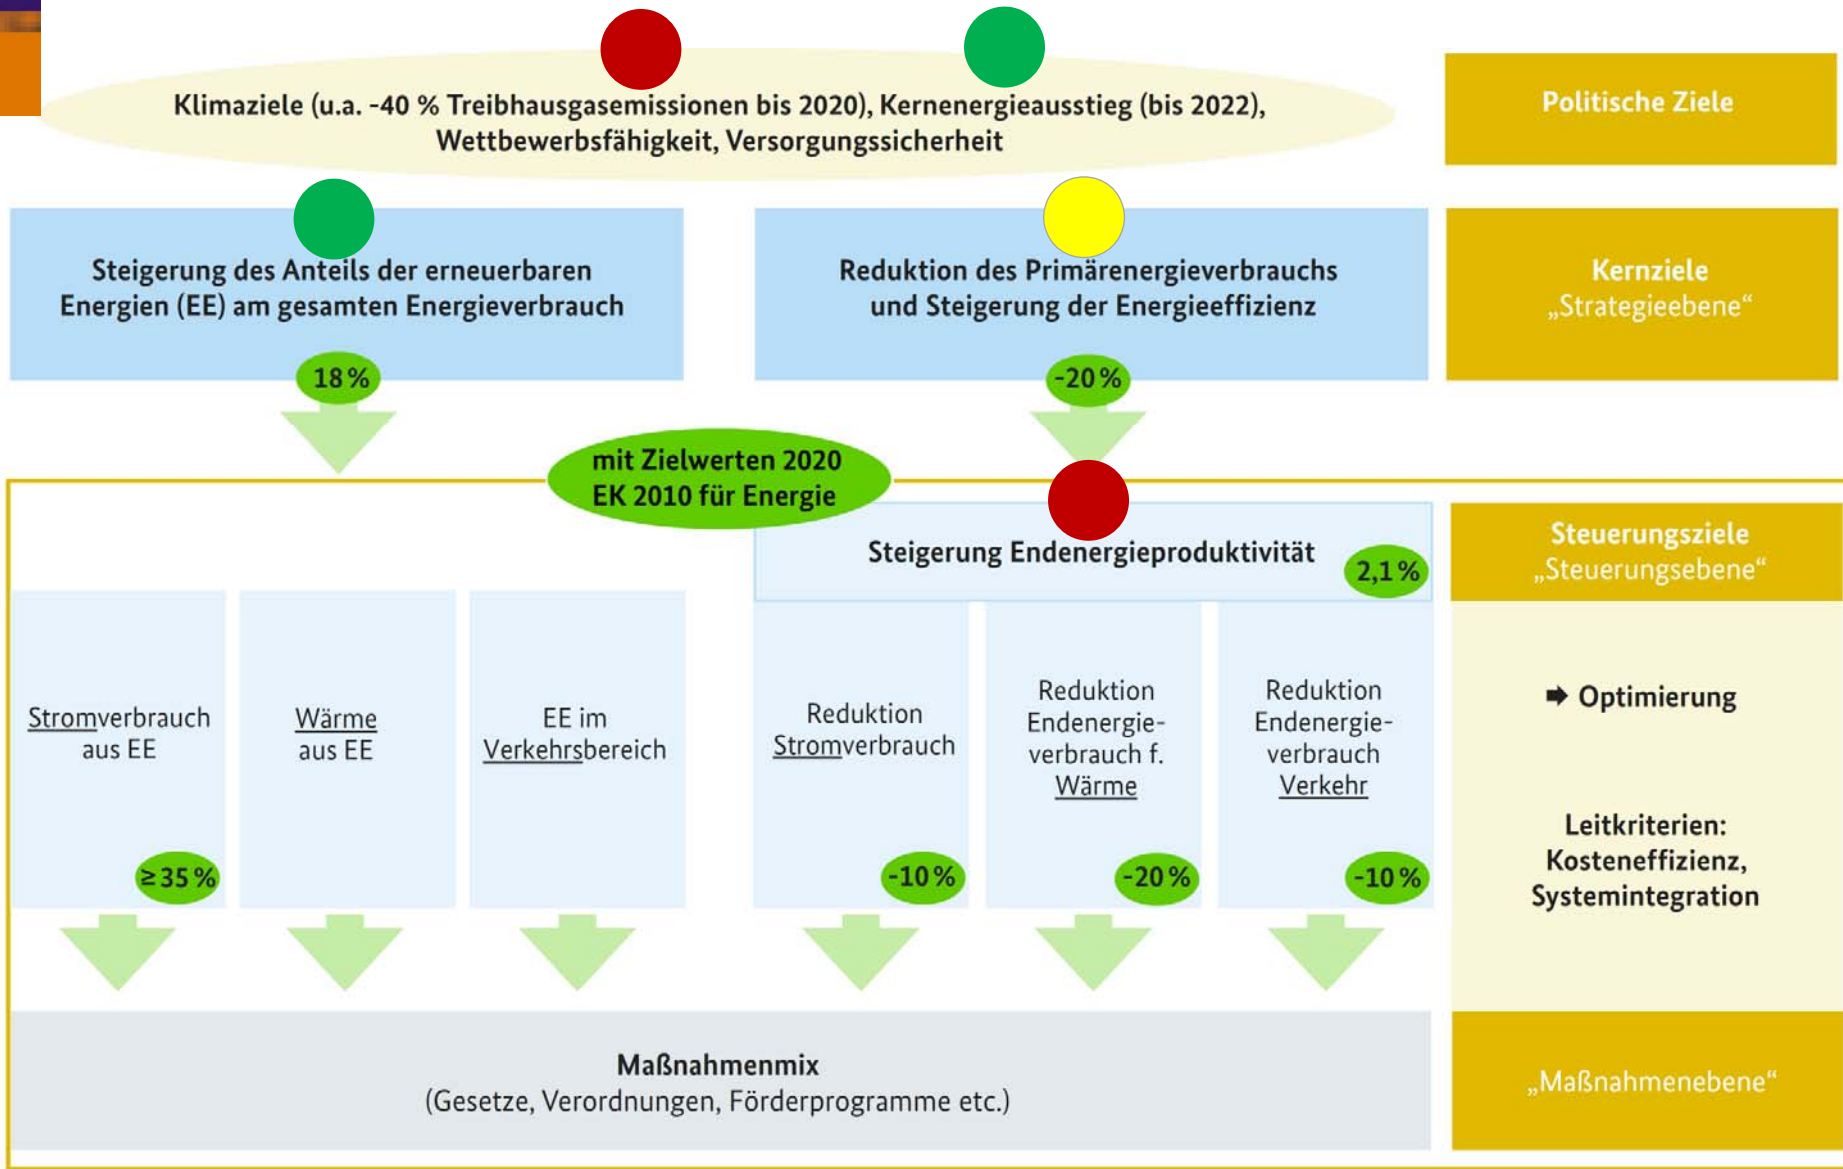 Klimaziele (u.a. -40 % Treibhausgasemissionen bis 2020), Kernenergieausstieg (bis 2022),
Wettbewerbsfähigkeit, Versorgungssicherheit
Politische Ziele
Steigerung des Anteils der erneuerbaren
Energien (EE) am gesamten Energieverbrauch
18 %
Reduktion des Primärenergieverbrauchs
und Steigerung der Energieeffizienz
-20 %
Kernziele
„Strategieebene“
mit Zielwerten 2020
EK 2010 für Energie
Steigerung Endenergieproduktivität
2,1 %
Steuerungsziele
„Steuerungsebene“
Stromverbrauch
aus EE
≥ 35 %
Wärme
aus EE
EE im
Verkehrsbereich
Reduktion
Stromverbrauch
-10 %
Reduktion
Endenergie-
verbrauch f.
Wärme
-20 %
Reduktion
Endenergie-
verbrauch
Verkehr
-10 %
➡ Optimierung
Leitkriterien:
Kosteneffizienz,
Systemintegration
Maßnahmenmix
(Gesetze, Verordnungen, Förderprogramme etc.)
„Maßnahmenebene“